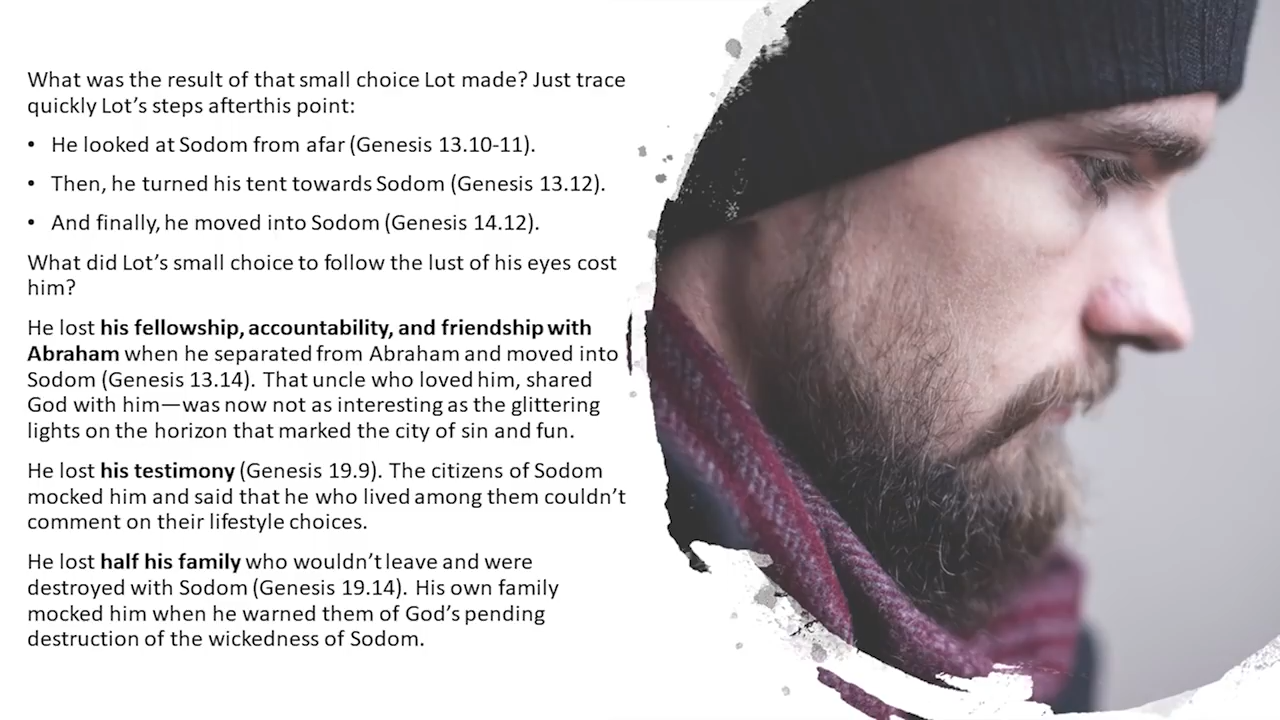 What was the result of that small choice Lot made? Just trace
quickly Lot’s steps afterthis point:
• He looked at Sodom from afar (Genesis 13.10-11).
• Then, he turned his tent towards Sodom (Genesis 13.12).
• And finally, he moved into Sodom (Genesis 14.12).
What did Lot’s small choice to follow the lust of his eyes cost
him?
He lost his fellowship, accountability, and friendship with
Abraham when he separated from Abraham and moved into
Sodom (Genesis 13.14). That uncle who loved him, shared
God with him—was now not as interesting as the glittering
lights on the horizon that marked the city of sin and fun.
He lost his testimony (Genesis 19.9). The citizens of Sodom
mocked him and said that he who lived among them couldn’t
comment on their lifestyle choices.
He lost half his family who wouldn’t leave and were
destroyed with Sodom (Genesis 19.14). His own family
mocked him when he warned them of God’s pending
destruction of the wickedness of Sodom.